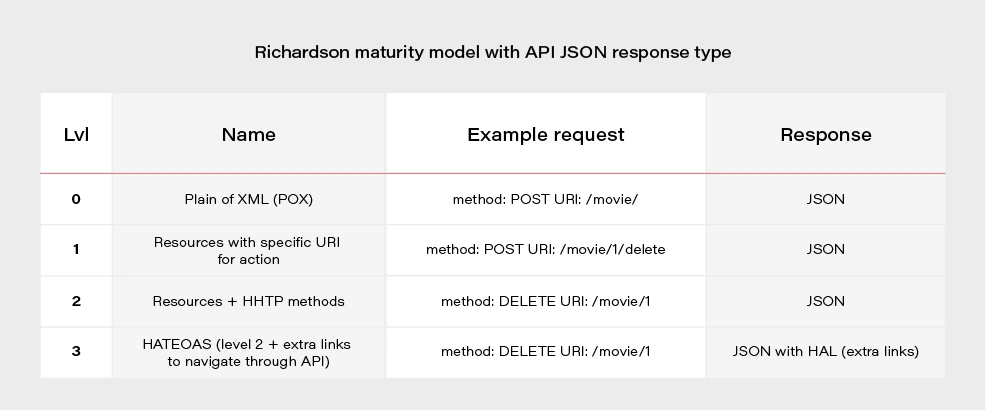 Richardson maturity model with API JSON response type
Lvl Name Example request Response
0 Plain of XML (POX) method: POST URI: /movie/ JSON
1 Resources with specific URI for action method: POST URI: /movie/1/delete JSON
2 Resources + HHTP methods method: DELETE URI: /movie/1 JSON
3 HATEOAS (level 2 + extra links to navigate through API) method: DELETE URI: /movie/1 JSON with HAL (extra links)